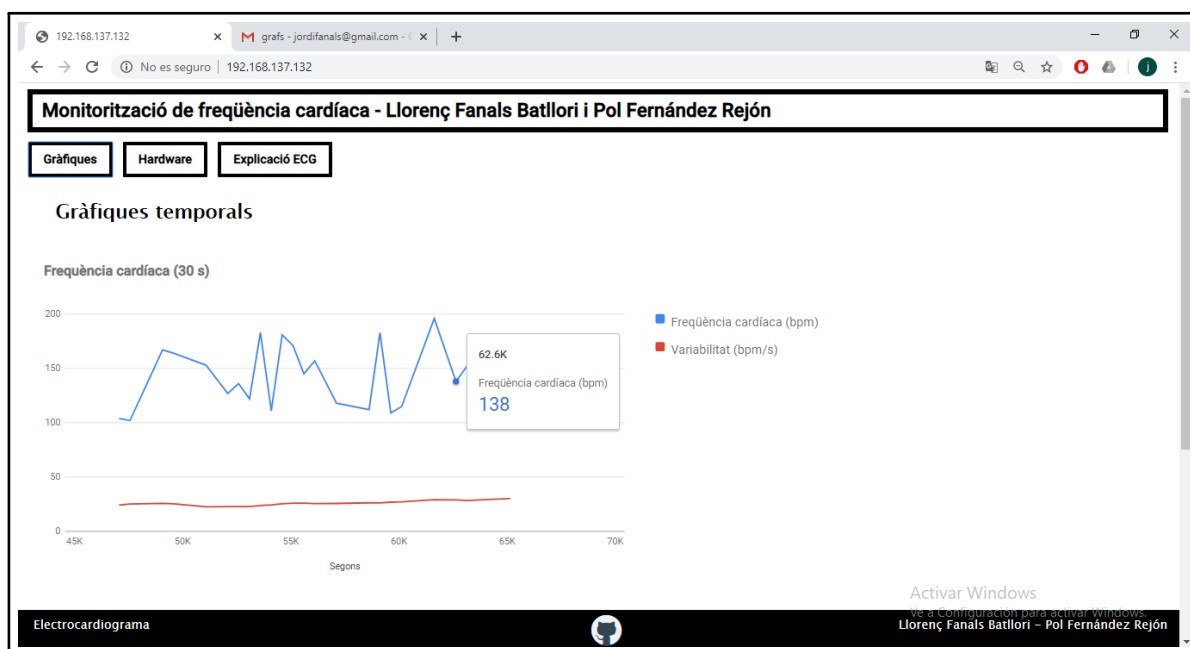 192.168.137.132
grafs - jordifanals@gmail.com -
No es seguro | 192.168.137.132
j
Monitorització de freqüència cardíaca - Llorenç Fanals Batllori i Pol Fernández Rejón
Gràfiques Hardware Explicació ECG
Gràfiques temporals
Frequència cardíaca (30 s)
200
150
100
50
0
45K 50K 55K 60K 65K 70K
Segons
62.6K
Freqüència cardíaca (bpm)
138
Freqüència cardíaca (bpm)
Variabilitat (bpm/s)
Activar Windows
Ve a Configuración para activar Windows.
Electrocardiograma
Llorenç Fanals Batllori - Pol Fernández Rejón